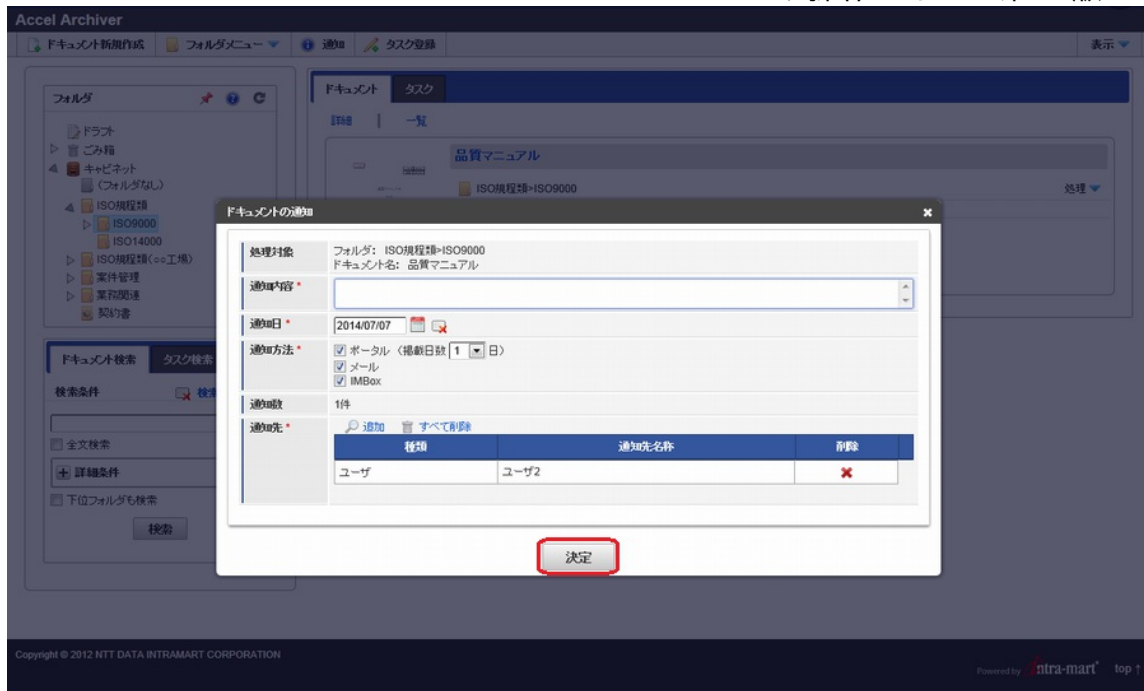 Accel Archiver
ドキュメント新規作成 フォルダメニュー 通知 タスク登録 表示
フォルダ
ドラフト
ごみ箱
キャビネット
(フォルダなし)
ISO規程類
ISO9000
ISO14000
ISO規程類(○○工場)
案件管理
業務関連
契約書
ドキュメント タスク
詳細 | 一覧
品質マニュアル
ISO規程類>ISO9000 処理
ドキュメントの通知
処理対象 フォルダ: ISO規程類>ISO9000
ドキュメント名: 品質マニュアル
通知内容 *
通知日 * 2014/07/07
通知方法 * ポータル (掲載日数 1 日)
メール
IMBox
通知数 1件
通知先 * 追加 すべて削除
種類 通知先名称 削除
ユーザ ユーザ2
決定
ドキュメント検索 タスク検索
検索条件
全文検索
詳細条件
下位フォルダも検索
検索
Copyright © 2012 NTT DATA INTRAMART CORPORATION
Powered by intra-mart top ↑